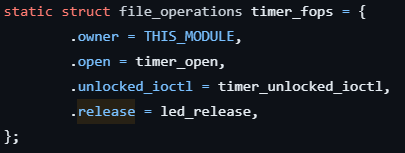 static struct file_operations timer_fops = {
        .owner = THIS_MODULE,
        .open = timer_open,
        .unlocked_ioctl = timer_unlocked_ioctl,
        .release = led_release,
};